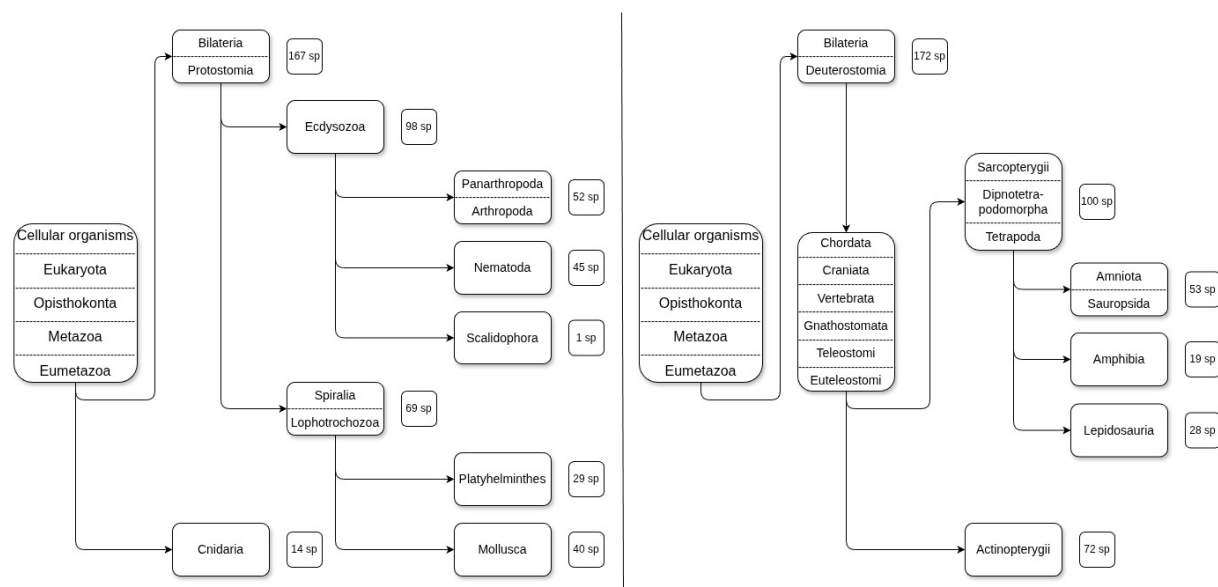 Bilateria
Protostomia
167 sp
Ecdysozoa
98 sp
Panarthropoda
Arthropoda
52 sp
Cellular organisms
Eukaryota
Opisthokonta
Metazoa
Eumetazoa
Nematoda
45 sp
Scalidophora
1 sp
Spiralia
Lophotrochozoa
69 sp
Platyhelminthes
29 sp
Cnidaria
14 sp
Mollusca
40 sp
Bilateria
Deuterostomia
172 sp
Sarcopterygii
Dipnotetra-
podomorpha
Tetrapoda
100 sp
Cellular organisms
Eukaryota
Opisthokonta
Metazoa
Eumetazoa
Chordata
Craniata
Vertebrata
Gnathostomata
Teleostomi
Euteleostomi
Amniota
Sauropsida
53 sp
Amphibia
19 sp
Lepidosauria
28 sp
Actinopterygii
72 sp